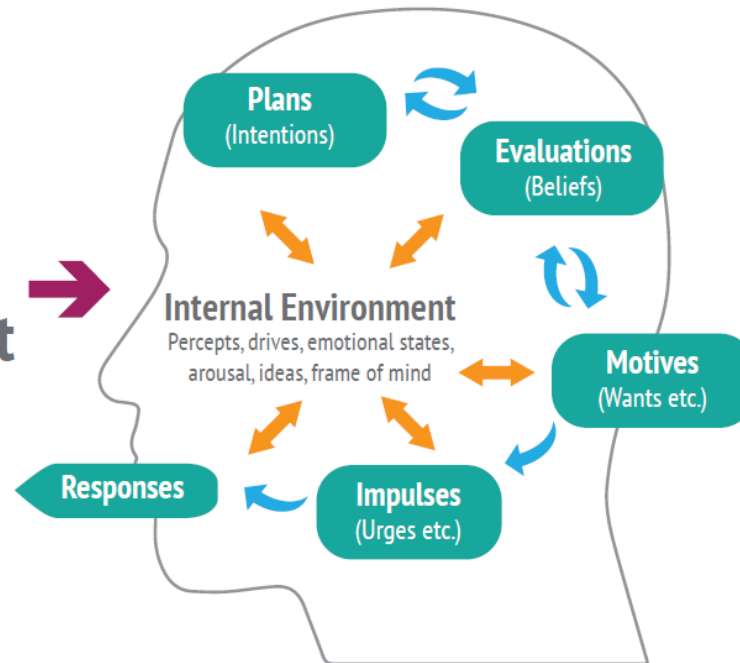 Plans
(Intentions)
Evaluations
(Beliefs)
Internal Environment
Percepts, drives, emotional states,
arousal, ideas, frame of mind
Motives
(Wants etc.)
Responses
Impulses
(Urges etc.)